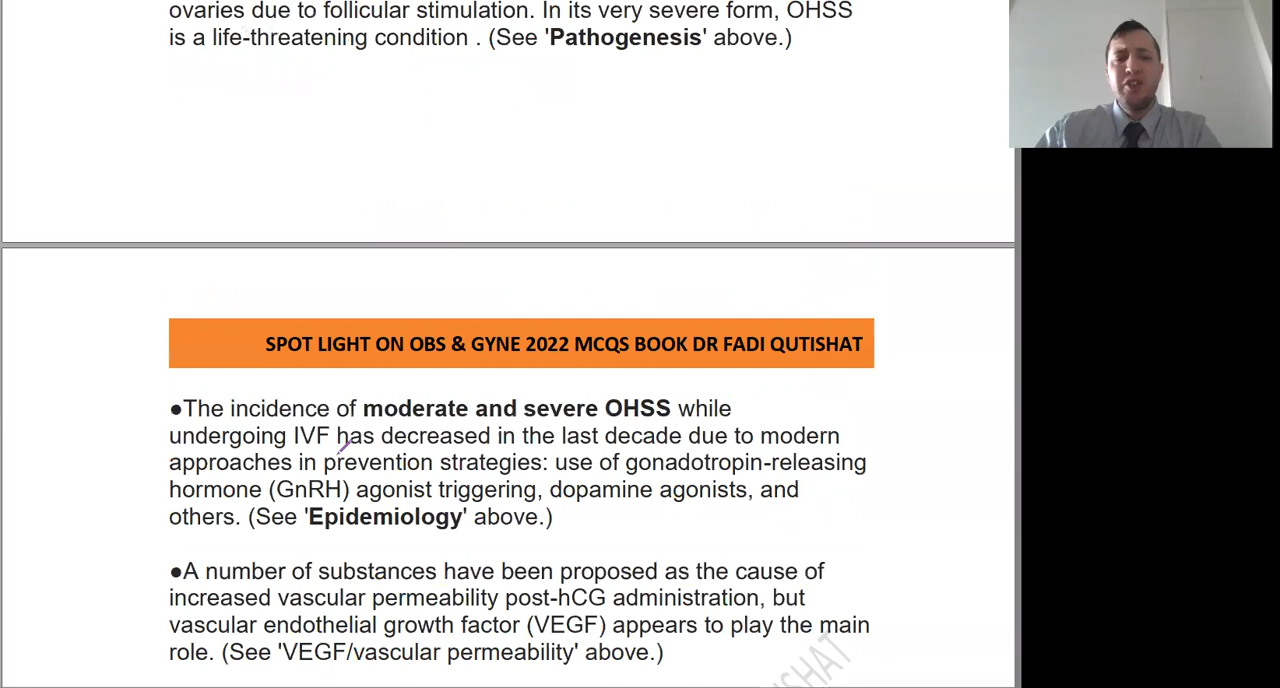 ovaries due to follicular stimulation. In its very severe form, OHSS
is a life-threatening condition . (See 'Pathogenesis' above.)
SPOT LIGHT ON OBS & GYNE 2022 MCQS BOOK DR FADI QUTISHAT
●The incidence of moderate and severe OHSS while
undergoing IVF has decreased in the last decade due to modern
approaches in prevention strategies: use of gonadotropin-releasing
hormone (GnRH) agonist triggering, dopamine agonists, and
others. (See 'Epidemiology' above.)
●A number of substances have been proposed as the cause of
increased vascular permeability post-hCG administration, but
vascular endothelial growth factor (VEGF) appears to play the main
role. (See 'VEGF/vascular permeability' above.)